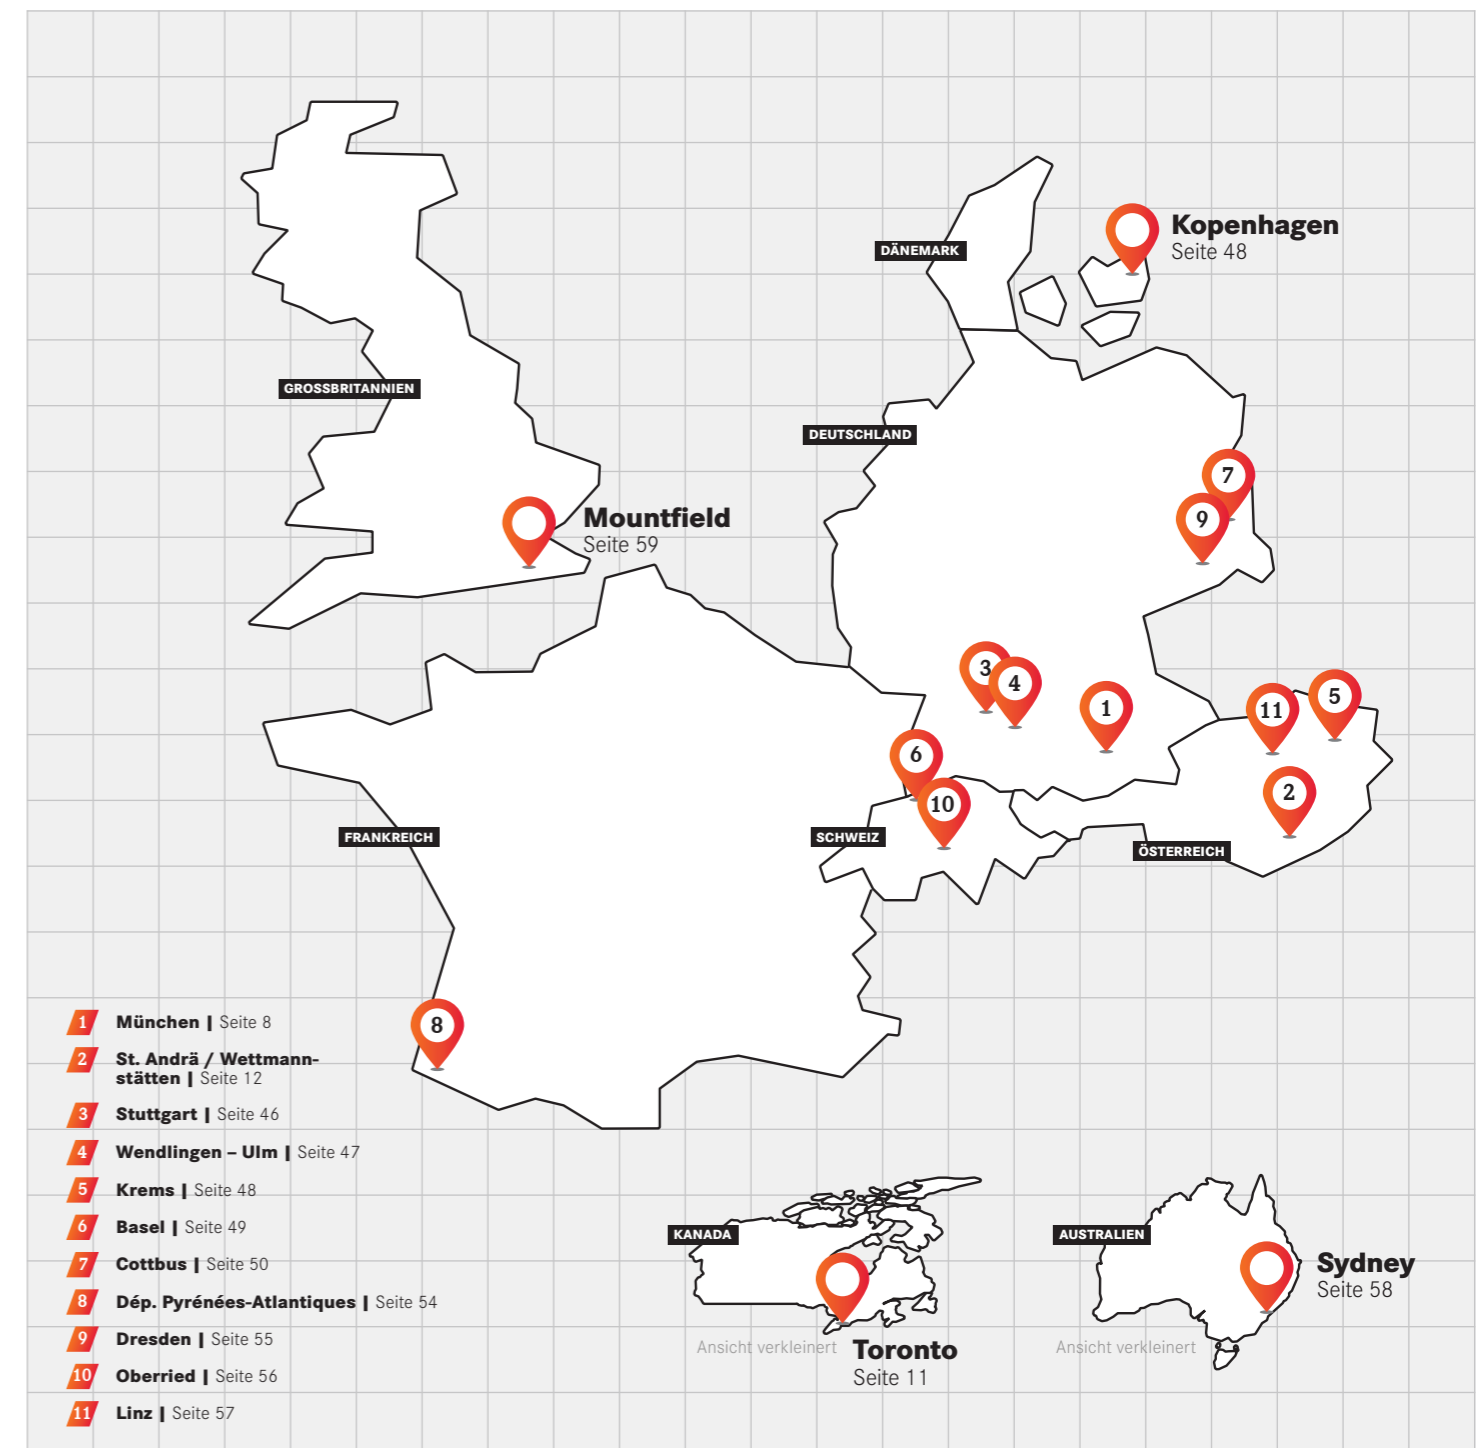 Kopenhagen
Seite 48
DÄNEMARK
GROSSBRITANNIEN
DEUTSCHLAND
7
9
Mountfield
Seite 59
3
4
1
11
5
6
10
2
FRANKREICH
SCHWEIZ
ÖSTERREICH
8
1 München | Seite 8
2 St. Andrä / Wettmann-
stätten | Seite 12
3 Stuttgart | Seite 46
4 Wendlingen – Ulm | Seite 47
5 Krems | Seite 48
6 Basel | Seite 49
7 Cottbus | Seite 50
8 Dép. Pyrénées-Atlantiques | Seite 54
9 Dresden | Seite 55
10 Oberried | Seite 56
11 Linz | Seite 57
KANADA
Ansicht verkleinert
Toronto
Seite 11
AUSTRALIEN
Sydney
Seite 58
Ansicht verkleinert